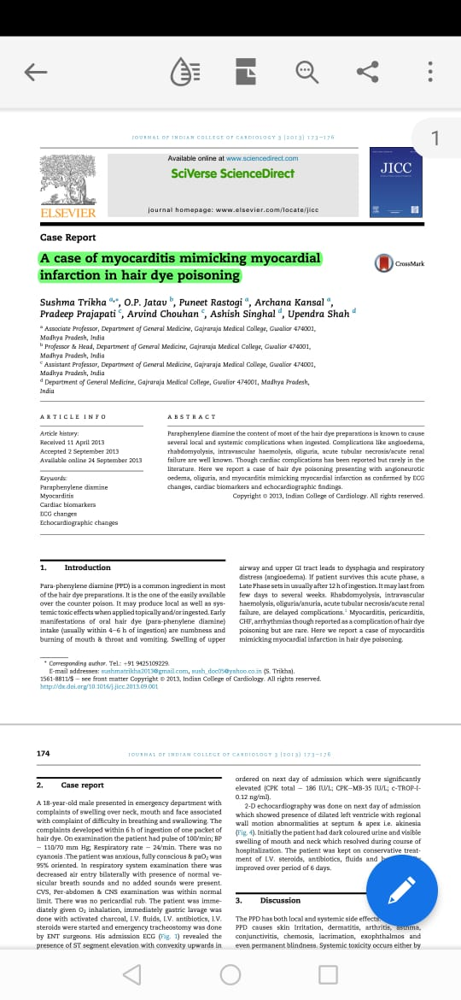 1
JOURNAL OF INDIAN COLLEGE OF CARDIOLOGY 3 (2013) 173–176
Available online at www.sciencedirect.com
SciVerse ScienceDirect
journal homepage: www.elsevier.com/locate/jicc
ELSEVIER
JICC
Case Report
A case of myocarditis mimicking myocardial
infarction in hair dye poisoning
CrossMark
Sushma Trikha a,*, O.P. Jatav b, Puneet Rastogi a, Archana Kansal a,
Pradeep Prajapati c, Arvind Chouhan c, Ashish Singhal d, Upendra Shah d
a Associate Professor, Department of General Medicine, Gajraraja Medical College, Gwalior 474001,
Madhya Pradesh, India
b Professor & Head, Department of General Medicine, Gajraraja Medical College, Gwalior 474001,
Madhya Pradesh, India
c Assistant Professor, Department of General Medicine, Gajraraja Medical College, Gwalior 474001,
Madhya Pradesh, India
d Department of General Medicine, Gajraraja Medical College, Gwalior 474001, Madhya Pradesh,
India
ARTICLE INFO
Article history:
Received 11 April 2013
Accepted 2 September 2013
Available online 24 September 2013
Keywords:
Paraphenylene diamine
Myocarditis
Cardiac biomarkers
ECG changes
Echocardiographic changes
ABSTRACT
Paraphenylene diamine the content of most of the hair dye preparations is known to cause
several local and systemic complications when ingested. Complications like angioedema,
rhabdomyolysis, intravascular haemolysis, oliguria, acute tubular necrosis/acute renal
failure are well known. Though cardiac complications has been reported but rarely in the
literature. Here we report a case of hair dye poisoning presenting with angioneurotic
oedema, oliguria, and myocarditis mimicking myocardial infarction as confirmed by ECG
changes, cardiac biomarkers and echocardiographic findings.
Copyright © 2013, Indian College of Cardiology. All rights reserved.
1. Introduction
Para-phenylene diamine (PPD) is a common ingredient in most
of the hair dye preparations. It is the one of the easily available
over the counter poison. It may produce local as well as sys-
temic toxic effects when applied topically and/or ingested. Early
manifestations of oral hair dye (para-phenylene diamine)
intake (usually within 4–6 h of ingestion) are numbness and
burning of mouth & throat and vomiting. Swelling of upper
airway and upper GI tract leads to dysphagia and respiratory
distress (angioedema). If patient survives this acute phase, a
Late Phase sets in usually after 12 h of ingestion. It may last from
few days to several weeks. Rhabdomyolysis, intravascular
haemolysis, oliguria/anuria, acute tubular necrosis/acute renal
failure, are delayed complications.1 Myocarditis, pericarditis,
CHF, arrhythmias though reported as a complication of hair dye
poisoning but are rare. Here we report a case of myocarditis
mimicking myocardial infarction in hair dye poisoning.
* Corresponding author. Tel.: +91 9425109229.
E-mail addresses: sushmatrikha2013@gmail.com, sush_doc05@yahoo.co.in (S. Trikha).
1561-8811/$ – see front matter Copyright © 2013, Indian College of Cardiology. All rights reserved.
http://dx.doi.org/10.1016/j.jicc.2013.09.001
174
JOURNAL OF INDIAN COLLEGE OF CARDIOLOGY 3 (2013) 173–176
2. Case report
A 18-year-old male presented in emergency department with
complaints of swelling over neck, mouth and face associated
with complaint of difficulty in breathing and swallowing. The
complaints developed within 6 h of ingestion of one packet of
hair dye. On examination the patient had pulse of 100/min; BP
– 110/70 mm Hg; Respiratory rate – 24/min. There was no
cyanosis .The patient was anxious, fully conscious & paO2 was
95% oriented. In respiratory system examination there was
decreased air entry bilaterally with presence of normal ve-
sicular breath sounds and no added sounds were present.
CVS, Per-abdomen & CNS examination was within normal
limit. There was no pericardial rub. The patient was imme-
diately given O2 inhalation, immediately gastric lavage was
done with activated charcoal, I.V. fluids, I.V. antibiotics, I.V.
steroids were started and emergency tracheostomy was done
by ENT surgeons. His admission ECG (Fig. 1) revealed the
presence of ST segment elevation with convexity upwards in
ordered on next day of admission which were significantly
elevated (CPK total – 186 IU/L; CPK–MB-35 IU/L; c-TROP-I-
0.12 ng/ml).
2-D echocardiography was done on next day of admission
which showed presence of dilated left ventricle with regional
wall motion abnormalities at septum & apex i.e. akinesia
(Fig. 4). Initially the patient had dark coloured urine and visible
swelling of mouth and neck which resolved during course of
hospitalization. The patient was kept on conservative treat-
ment of I.V. steroids, antibiotics, fluids and
improved over period of 6 days.
3. Discussion
The PPD has both local and systemic side effects.
PPD causes skin Irritation, dermatitis, arthritis, asthma,
conjunctivitis, chemosis, lacrimation, exophthalmos and
even permanent blindness. Systemic toxicity occurs either by